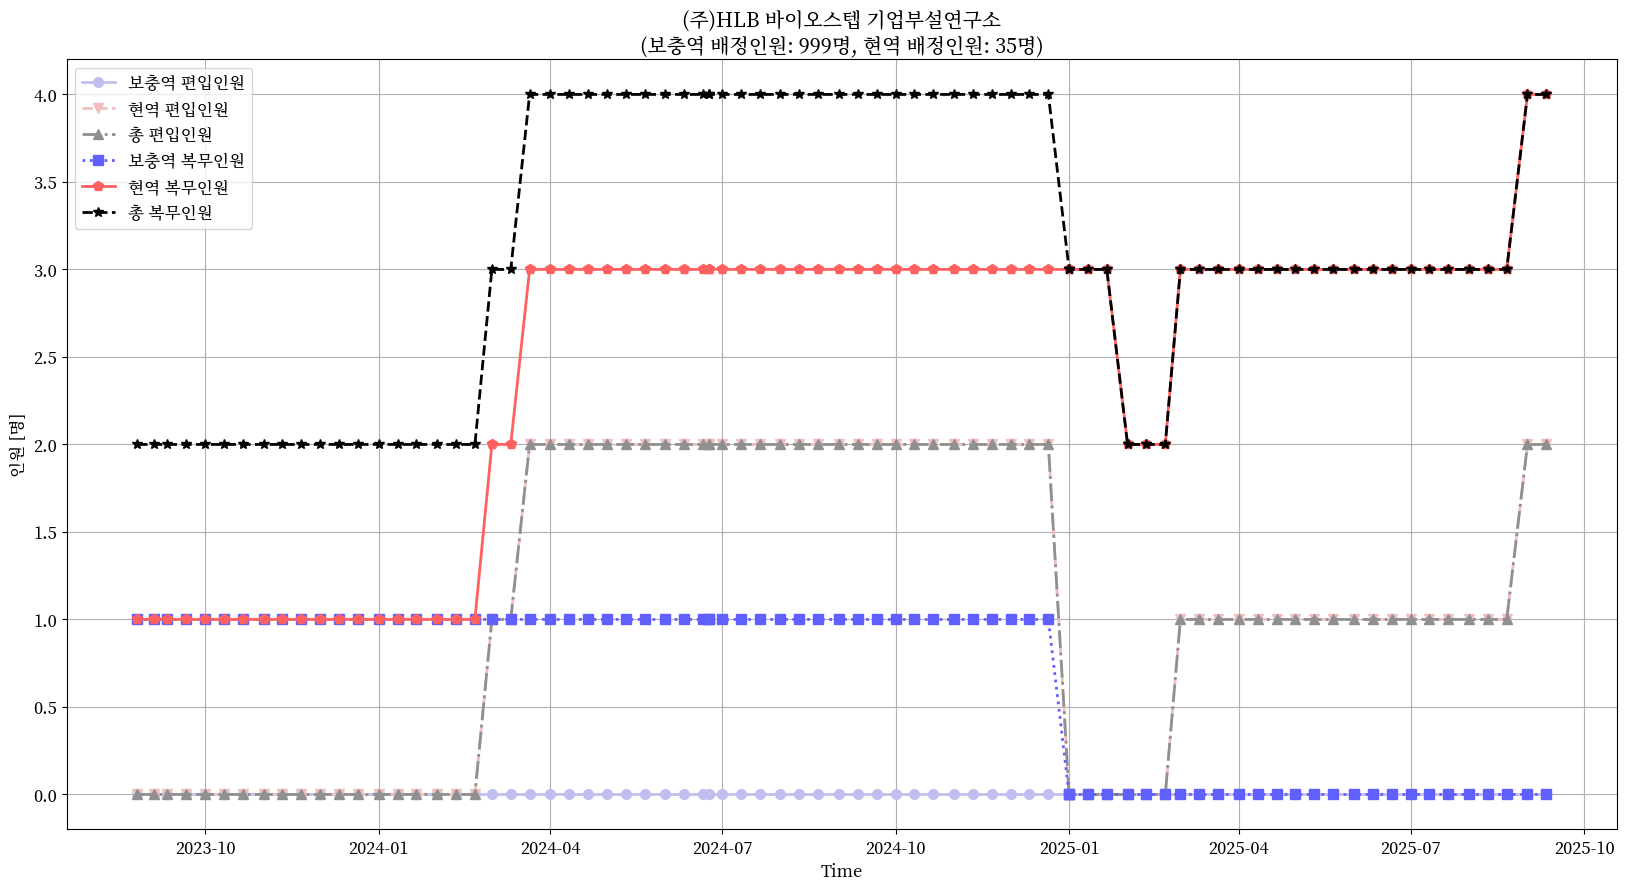 (주)HLB 바이오스텝 기업부설연구소
(보충역 배정인원: 999명, 현역 배정인원: 35명)
보충역 편입인원
현역 편입인원
총 편입인원
보충역 복무인원
현역 복무인원
총 복무인원
인원 [명]
4.0
3.5
3.0
2.5
2.0
1.5
1.0
0.5
0.0
2023-10
2024-01
2024-04
2024-07
2024-10
2025-01
2025-04
2025-07
2025-10
Time